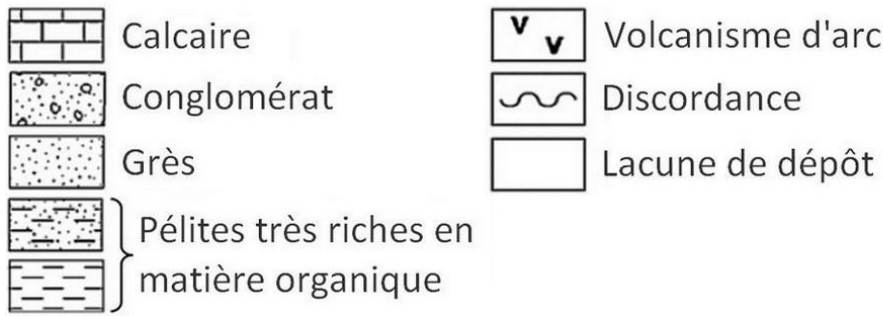 Calcaire
Conglomérat
Grès
Pélites très riches en
matière organique
Volcanisme d'arc
Discordance
Lacune de dépôt